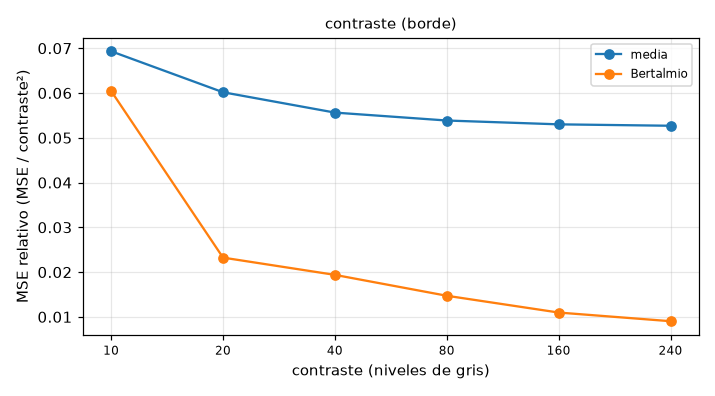 contraste (borde)
media
Bertalmio
MSE relativo (MSE / contraste²)
0.07
0.06
0.05
0.04
0.03
0.02
0.01
10 20 40 80 160 240
contraste (niveles de gris)